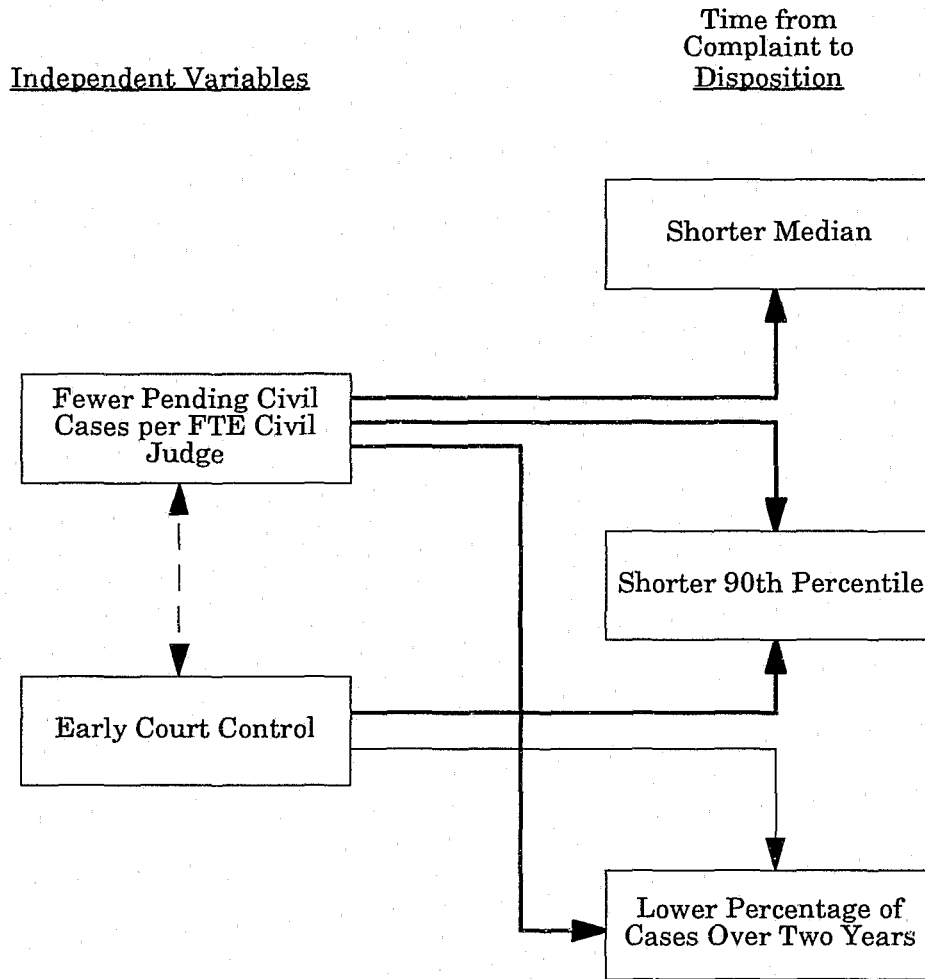 Independent Variables
Time from
Complaint to
Disposition
Shorter Median
Fewer Pending Civil
Cases per FTE Civil
Judge
Shorter 90th Percentile
Early Court Control
Lower Percentage of
Cases Over Two Years